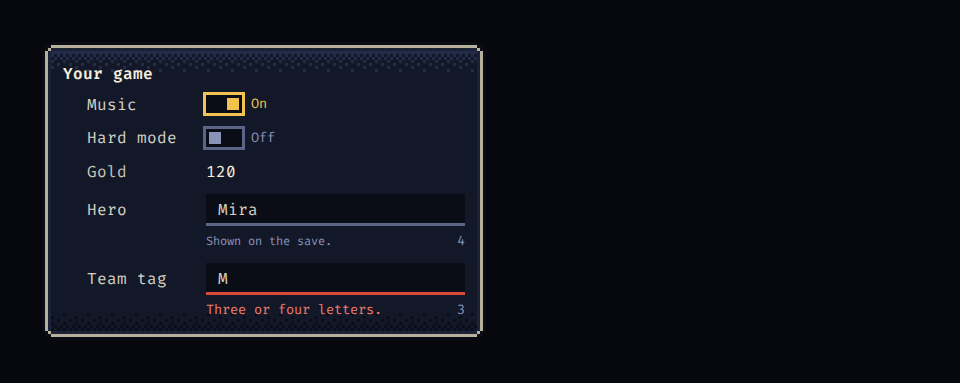 Your game
Music On
Hard mode Off
Gold 120
Hero Mira
Shown on the save. 4
Team tag M
Three or four letters. 3